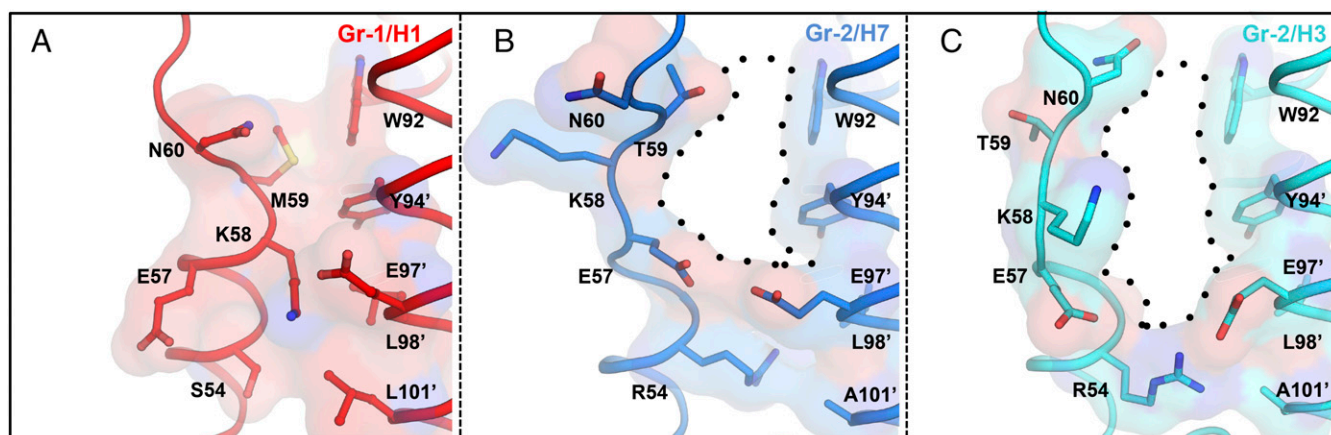 A
Gr-1/H1
W92
N60
M59
Y94’
K58
E57
E97’
L98’
S54
L101’
B
Gr-2/H7
N60
W92
T59
K58
Y94’
E57
E97’
L98’
R54
A101’
C
Gr-2/H3
N60
W92
T59
Y94’
K58
E57
E97’
L98’
R54
A101’